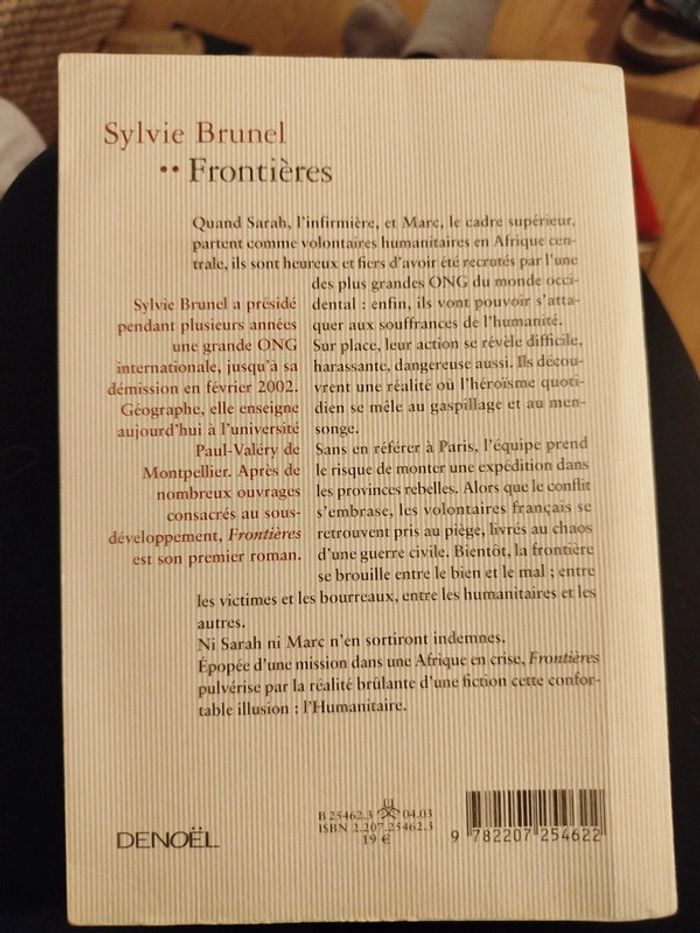 Sylvie Brunel
•• Frontières
Quand Sarah, l'infirmière, et Marc, le cadre supérieur,
partent comme volontaires humanitaires en Afrique cen-
trale, ils sont heureux et fiers d'avoir été recrutés par l'une
des plus grandes ONG du monde occi-
dental : enfin, ils vont pouvoir s'atta-
quer aux souffrances de l'humanité.
Sur place, leur action se révèle difficile,
harassante, dangereuse aussi. Ils décou-
vrent une réalité où l'héroïsme quoti-
dien se mêle au gaspillage et au men-
songe.
Sans en référer à Paris, l'équipe prend
le risque de monter une expédition dans
les provinces rebelles. Alors que le conflit
s'embrase, les volontaires français se
retrouvent pris au piège, livrés au chaos
d'une guerre civile. Bientôt, la frontière
se brouille entre le bien et le mal ; entre
les victimes et les bourreaux, entre les humanitaires et les
autres.
Ni Sarah ni Marc n'en sortiront indemnes.
Épopée d'une mission dans une Afrique en crise, Frontières
pulvérise par la réalité brûlante d'une fiction cette confor-
table illusion : l'Humanitaire.
Sylvie Brunel a présidé
pendant plusieurs années
une grande ONG
internationale, jusqu'à sa
démission en février 2002.
Géographe, elle enseigne
aujourd'hui à l'université
Paul-Valéry de
Montpellier. Après de
nombreux ouvrages
consacrés au sous-
développement, Frontières
est son premier roman.
DENOËL
B 25462.3 04.03
ISBN 2.207.25462.3
19 €
9 782207 254622